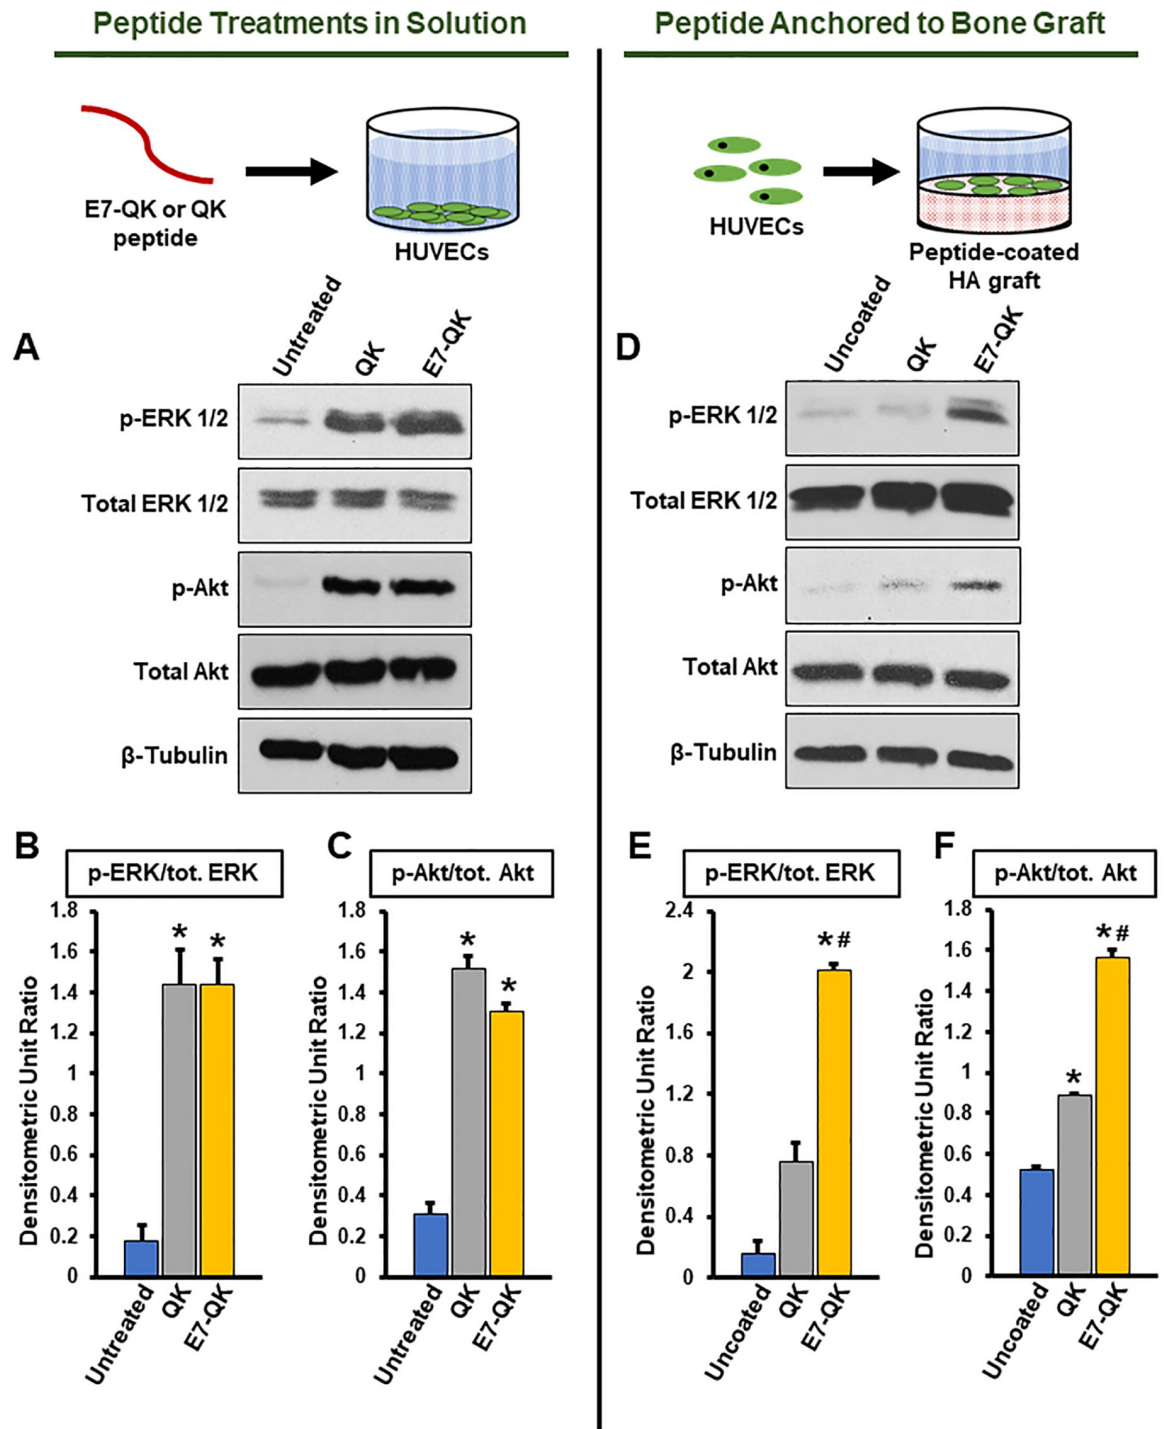 Peptide Treatments in Solution
E7-QK or QK
peptide
HUVECs
A
Untreated
QK
E7-QK
p-ERK 1/2
Total ERK 1/2
p-Akt
Total Akt
β-Tubulin
B
p-ERK/tot. ERK
Densitometric Unit Ratio
1.8
1.6
1.4
1.2
1
0.8
0.6
0.4
0.2
0
*
*
Untreated
QK
E7-QK
C
p-Akt/tot. Akt
Densitometric Unit Ratio
1.8
1.6
1.4
1.2
1
0.8
0.6
0.4
0.2
0
*
*
Untreated
QK
E7-QK
Peptide Anchored to Bone Graft
HUVECs
Peptide-coated
HA graft
D
Uncoated
QK
E7-QK
p-ERK 1/2
Total ERK 1/2
p-Akt
Total Akt
β-Tubulin
E
p-ERK/tot. ERK
Densitometric Unit Ratio
2.4
2
1.6
1.2
0.8
0.4
0
*#
Uncoated
QK
E7-QK
F
p-Akt/tot. Akt
Densitometric Unit Ratio
1.8
1.6
1.4
1.2
1
0.8
0.6
0.4
0.2
0
*
*#
Uncoated
QK
E7-QK